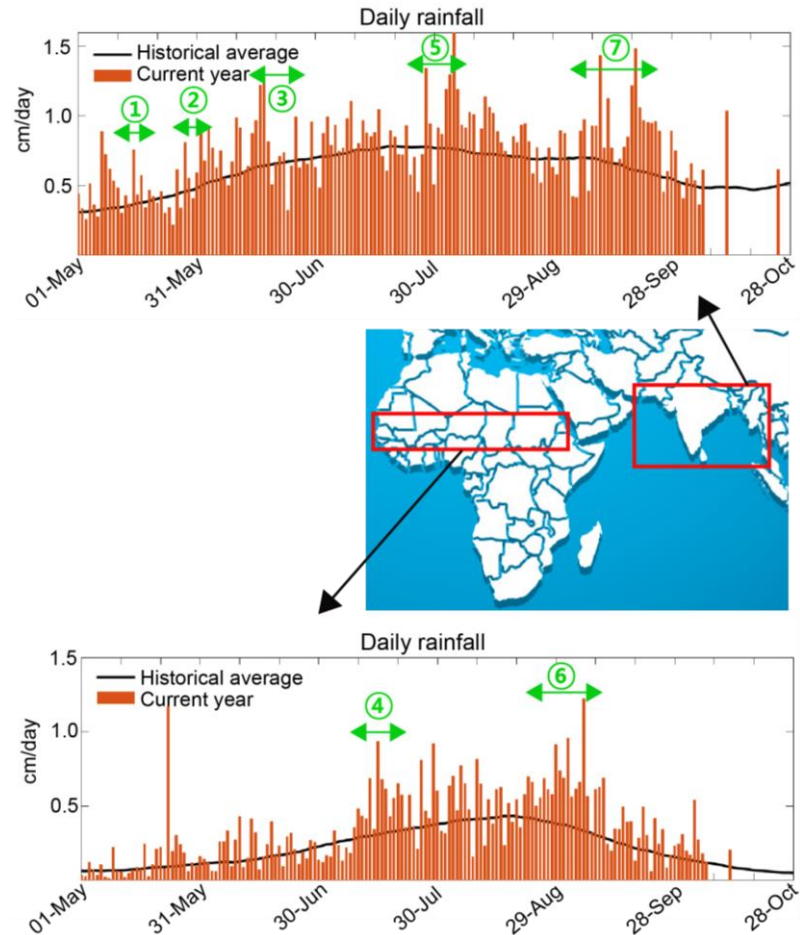 Daily rainfall
1.6
Historical average
Current year
①
②
③
⑤
⑦
1.0
0.5
cm/day
01-May
31-May
30-Jun
30-Jul
29-Aug
28-Sep
28-Oct
Daily rainfall
1.5
Historical average
Current year
④
⑥
1.0
0.5
cm/day
01-May
31-May
30-Jun
30-Jul
29-Aug
28-Sep
28-Oct